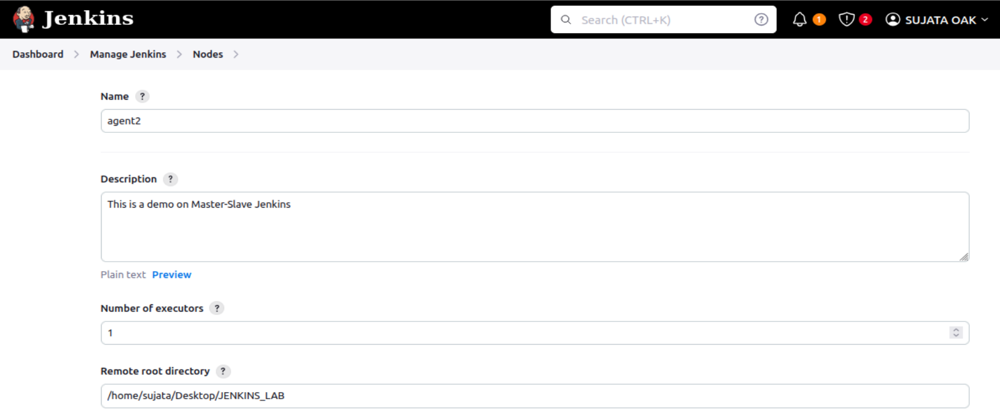 Jenkins
Search (CTRL+K) ?
1
2
SUJATA OAK
Dashboard > Manage Jenkins > Nodes >
Name ?
agent2
Description ?
This is a demo on Master-Slave Jenkins
Plain text Preview
Number of executors ?
1
Remote root directory ?
/home/sujata/Desktop/JENKINS_LAB